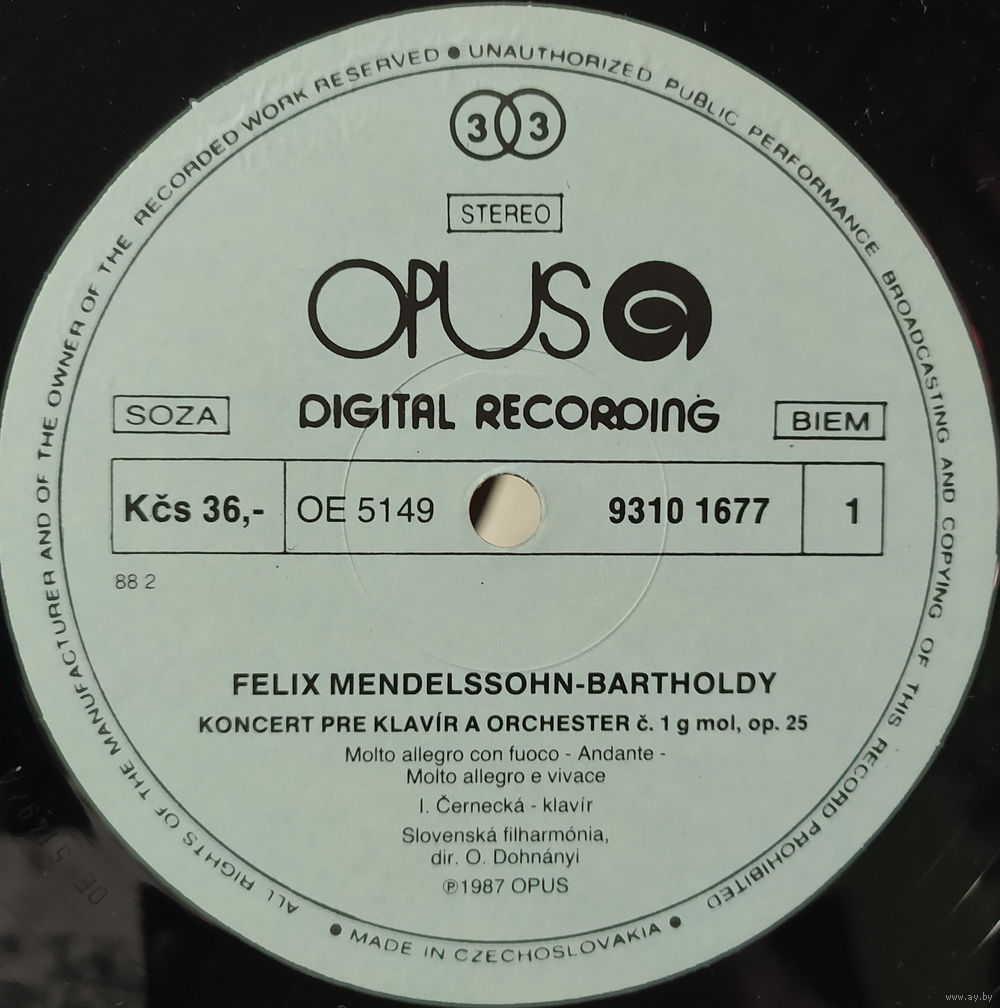 ALL RIGHTS OF THE MANUFACTURER AND OF THE OWNER OF THE RECORDED WORK RESERVED ● UNAUTHORIZED PUBLIC PERFORMANCE BROADCASTING AND COPYING OF THIS RECORD PROHIBITED
33
STEREO
OPUS
SOZA
DIGITAL RECORDING
BIEM
Kčs 36,-
OE 5149
9310 1677
1
88 2
FELIX MENDELSSOHN-BARTHOLDY
KONCERT PRE KLAVÍR A ORCHESTER č. 1 g mol, op. 25
Molto allegro con fuoco - Andante -
Molto allegro e vivace
I. Černecká - klavír
Slovenská filharmónia,
dir. O. Dohnányi
℗1987 OPUS
● MADE IN CZECHOSLOVAKIA ●
www.ay.by